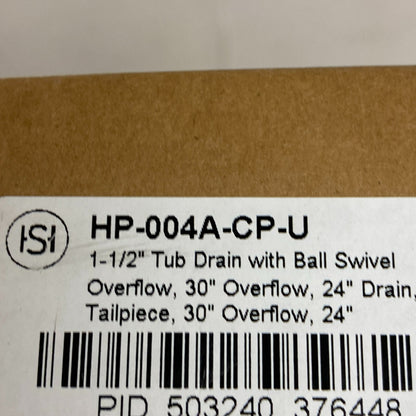 HSH HP-004A-CP-U
1-1/2" Tub Drain with Ball Swivel
Overflow, 30" Overflow, 24" Drain,
Tailpiece, 30" Overflow, 24"
PID 503240 376448